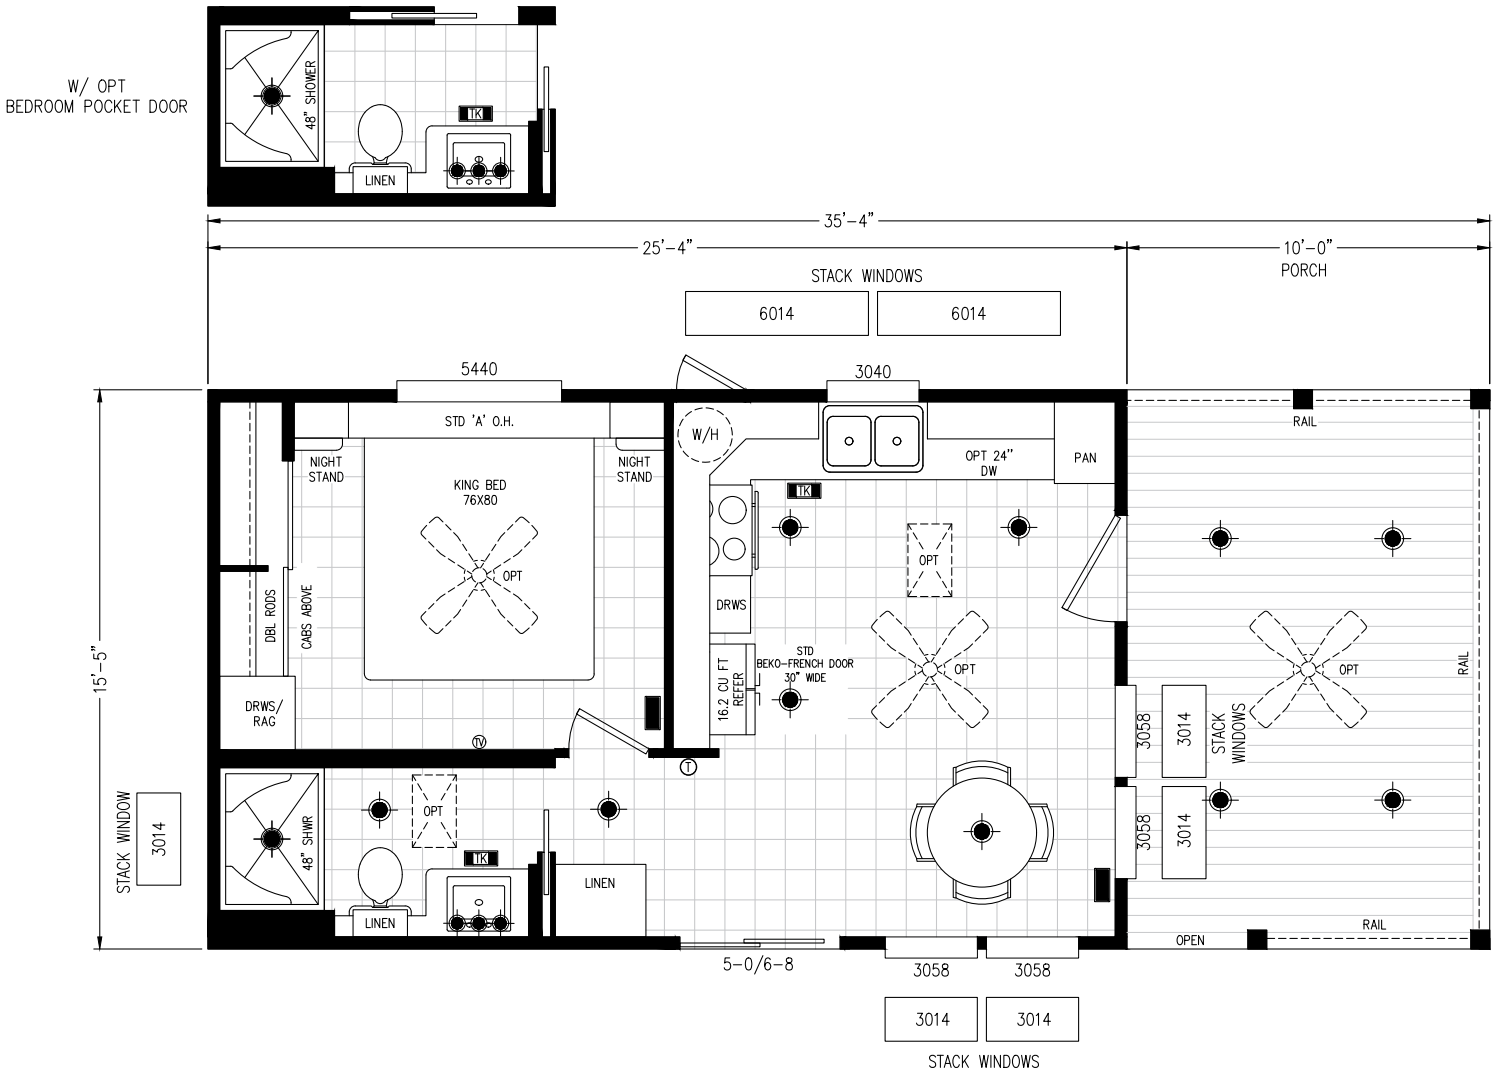 W/ OPT
BEDROOM POCKET DOOR
48" SHOWER
TK
LINEN
35'-4"
25'-4"
10'-0"
PORCH
STACK WINDOWS
6014
6014
5440
3040
STD 'A' O.H.
W/H
RAIL
NIGHT
STAND
KING BED
76X80
NIGHT
STAND
OPT 24"
DW
PAN
TK
OPT
OPT
DBL RODS
CABS ABOVE
DRWS
15'-5"
STD
BEKO-FRENCH DOOR
30" WIDE
16.2 CU FT
REFER
OPT
OPT
RAIL
DRWS/
RAG
TV
T
3058
3014
STACK
WINDOWS
STACK WINDOW
3014
48" SHWR
OPT
TK
LINEN
LINEN
3058
3014
RAIL
OPEN
5-0/6-8
3058
3058
3014
3014
STACK WINDOWS